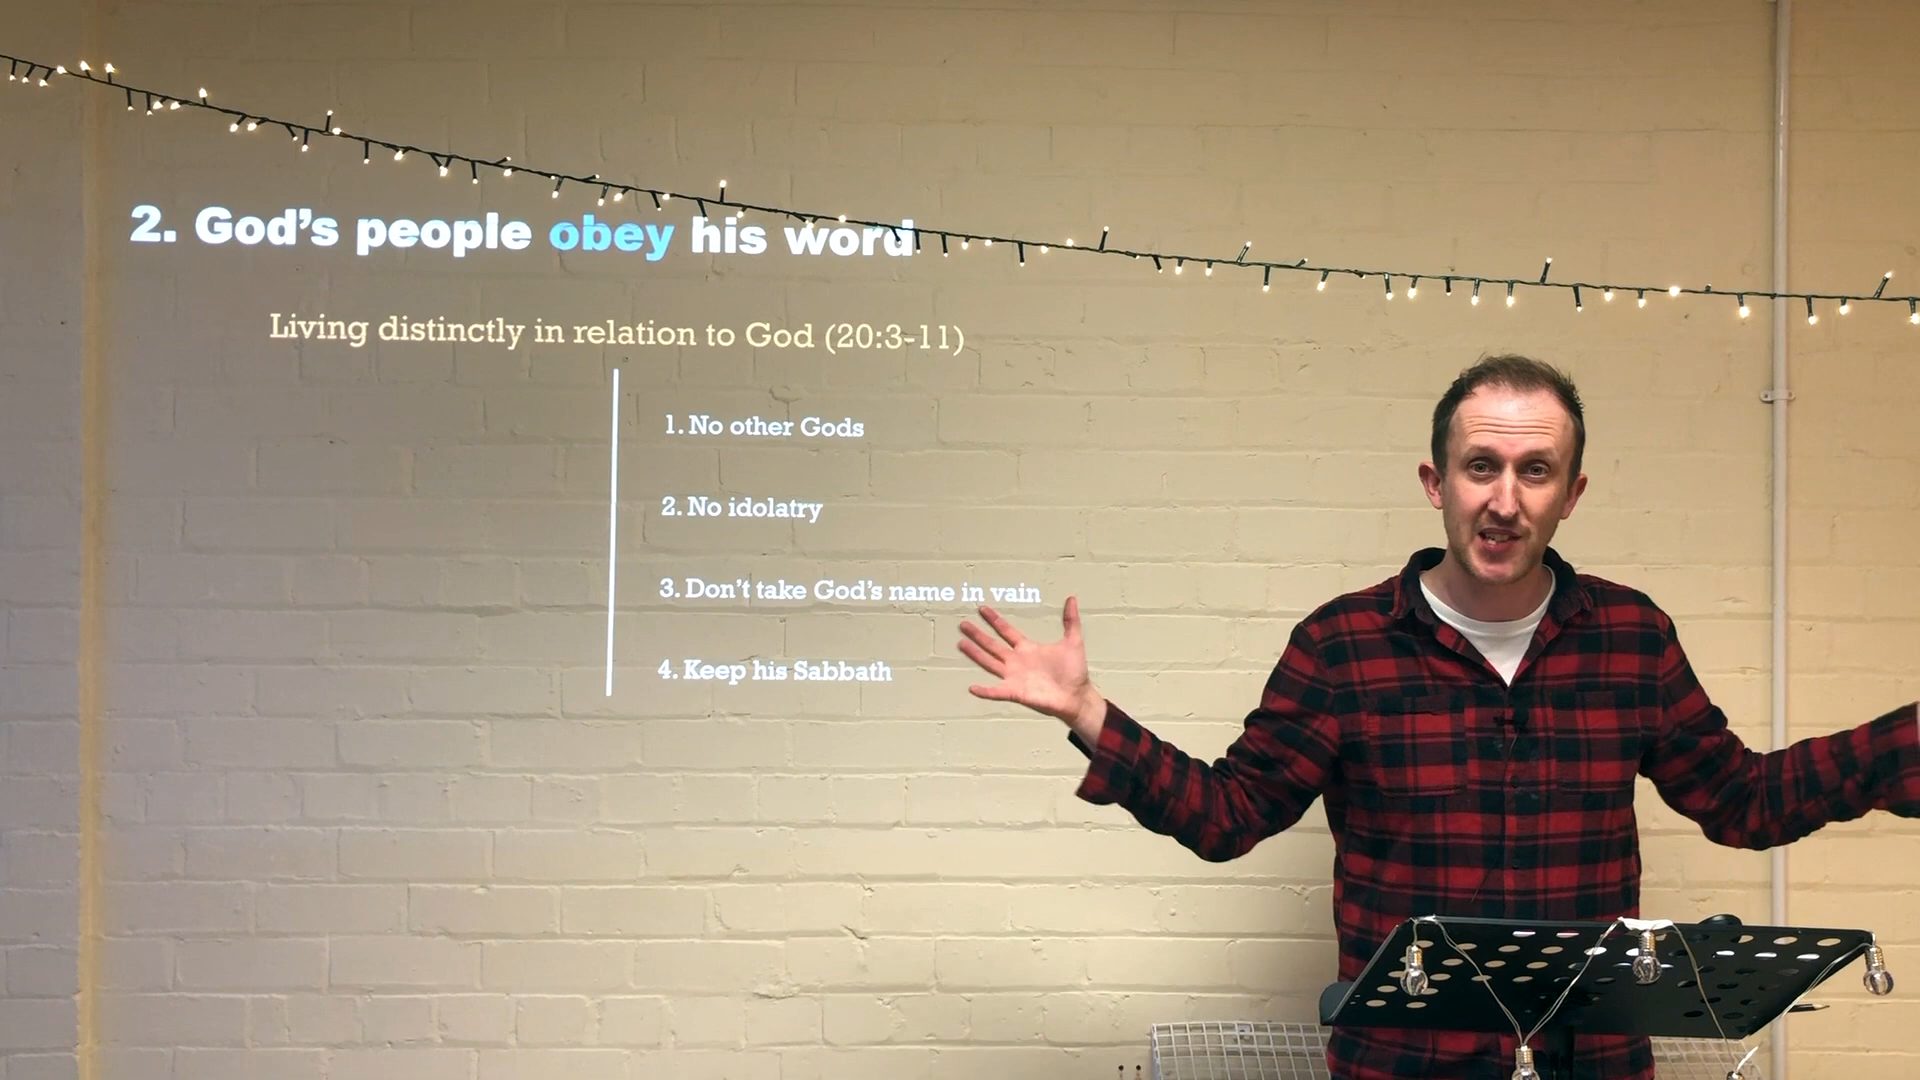 2. God's people obey his word
Living distinctly in relation to God (20:3-11)
1. No other Gods
2. No idolatry
3. Don't take God's name in vain
4. Keep his Sabbath